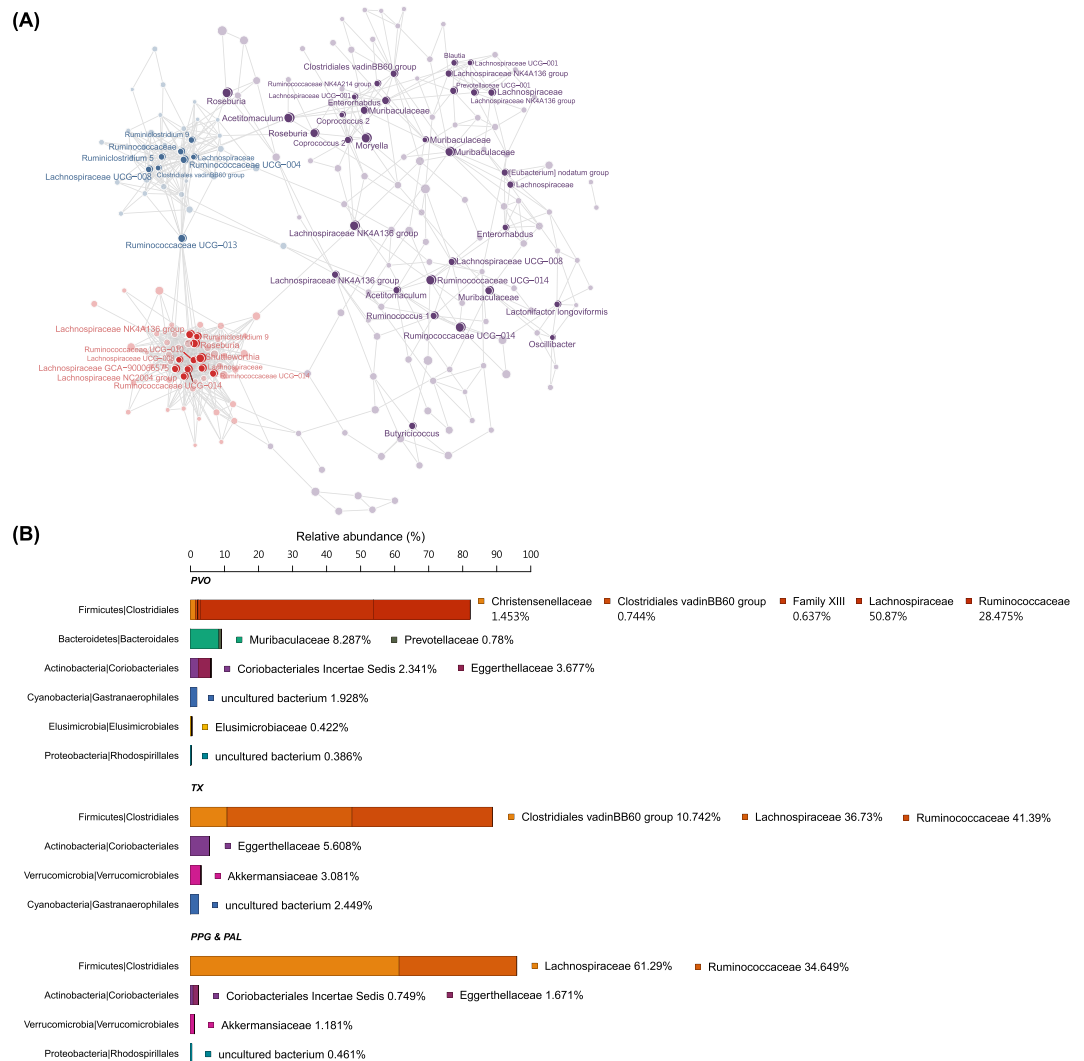 (A)
Blautia
Lachnospiraceae UCG−001
Clostridiales vadinBB60 group
Lachnospiraceae NK4A136 group
Ruminococcaceae NK4A214 group
Prevotellaceae UCG−001
Lachnospiraceae
Lachnospiraceae UCG−001
Enterorhabdus
Lachnospiraceae NK4A136 group
Roseburia
Muribaculaceae
Acetitomaculum
Coprococcus 2
Roseburia
Ruminiclostridium 9
Coprococcus 2
Moryella
Muribaculaceae
Ruminococcaceae
Muribaculaceae
Ruminiclostridium 5
Lachnospiraceae
Ruminococcaceae UCG−004
Lachnospiraceae UCG−008
Clostridiales vadinBB60 group
[Eubacterium] nodatum group
Lachnospiraceae
Lachnospiraceae NK4A136 group
Enterorhabdus
Ruminococcaceae UCG−013
Lachnospiraceae UCG−008
Lachnospiraceae NK4A136 group
Ruminococcaceae UCG−014
Acetitomaculum
Muribaculaceae
Lactonifactor longoviformis
Ruminococcus 1
Lachnospiraceae NK4A136 group
Ruminococcaceae UCG−014
Ruminiclostridium 9
Oscillibacter
Roseburia
Ruminococcaceae
Shuttleworthia
Lachnospiraceae
Lachnospiraceae GCA−900066575
Lachnospiraceae
Lachnospiraceae NC2004 group
Ruminococcaceae UCG−014
Ruminococcaceae UCG−014
Butyricicoccus
(B)
Relative abundance (%)
0 10 20 30 40 50 60 70 80 90 100
PVO
Firmicutes|Clostridiales
Christensenellaceae 1.453%
Clostridiales vadinBB60 group 0.744%
Family XIII 0.637%
Lachnospiraceae 50.87%
Ruminococcaceae 28.475%
Bacteroidetes|Bacteroidales Muribaculaceae 8.287% Prevotellaceae 0.78%
Actinobacteria|Coriobacteriales Coriobacteriales Incertae Sedis 2.341% Eggerthellaceae 3.677%
Cyanobacteria|Gastranaerophilales uncultured bacterium 1.928%
Elusimicrobia|Elusimicrobiales Elusimicrobiaceae 0.422%
Proteobacteria|Rhodospirillales uncultured bacterium 0.386%
TX
Firmicutes|Clostridiales Clostridiales vadinBB60 group 10.742% Lachnospiraceae 36.73% Ruminococcaceae 41.39%
Actinobacteria|Coriobacteriales Eggerthellaceae 5.608%
Verrucomicrobia|Verrucomicrobiales Akkermansiaceae 3.081%
Cyanobacteria|Gastranaerophilales uncultured bacterium 2.449%
PPG & PAL
Firmicutes|Clostridiales Lachnospiraceae 61.29% Ruminococcaceae 34.649%
Actinobacteria|Coriobacteriales Coriobacteriales Incertae Sedis 0.749% Eggerthellaceae 1.671%
Verrucomicrobia|Verrucomicrobiales Akkermansiaceae 1.181%
Proteobacteria|Rhodospirillales uncultured bacterium 0.461%